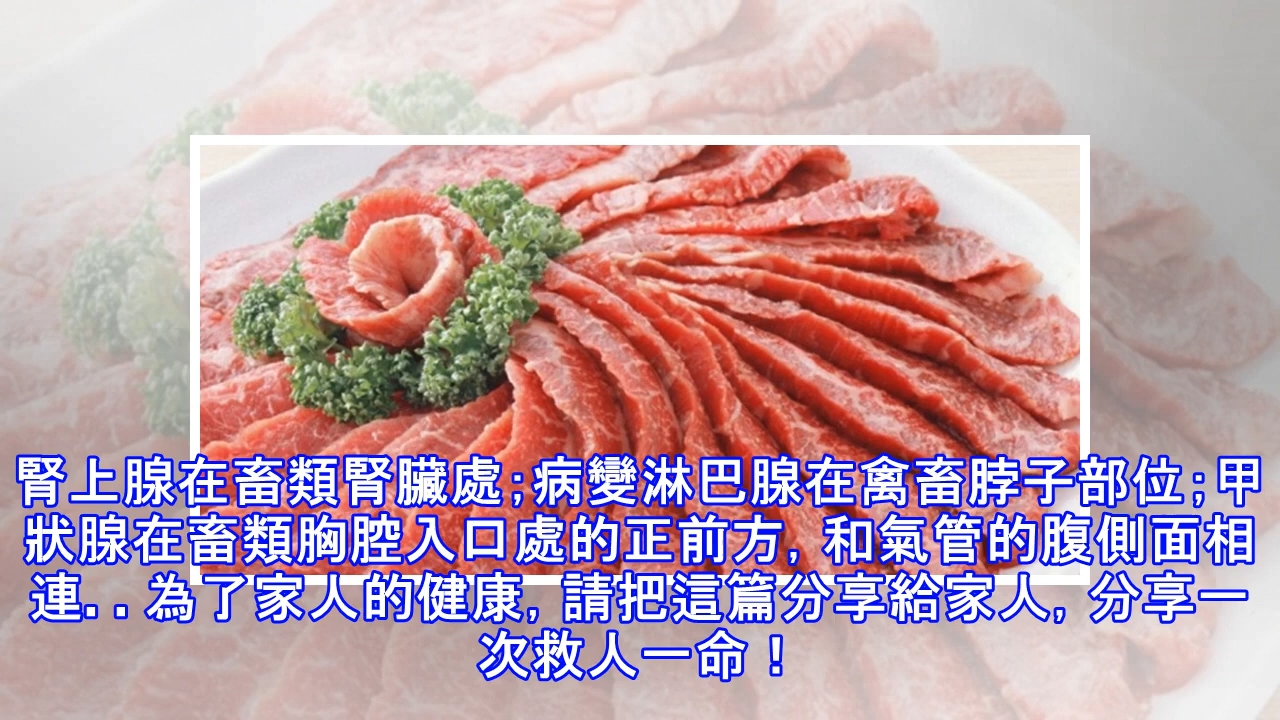 腎上腺在畜類腎臟處;病變淋巴腺在禽畜脖子部位;甲
狀腺在畜類胸腔入口處的正前方,和氣管的腹側面相
連..為了家人的健康,請把這篇分享給家人,分享一
次救人一命！